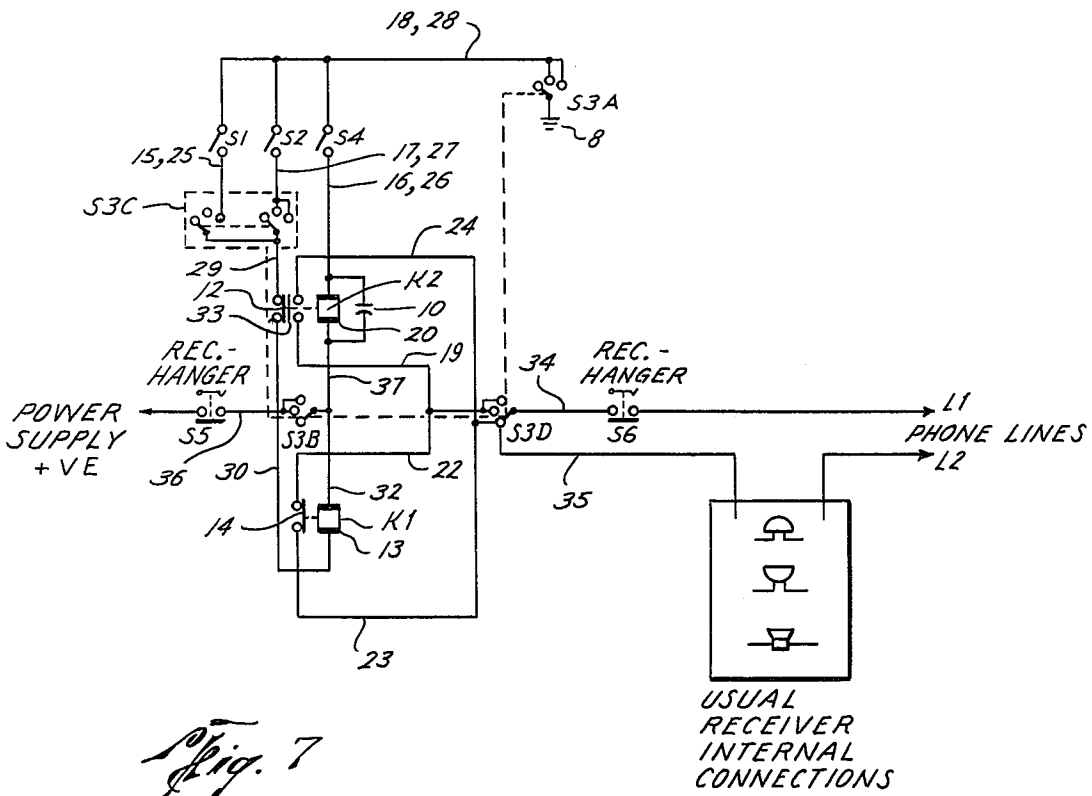 18, 28
S3A
8
S1
S2
S4
15, 25
17, 27
16, 26
S3C
24
29
12
33
K2
10
20
19
REC.-
HANGER
37
REC.-
HANGER
34
POWER
SUPPLY
+ VE
S5
S3B
S3D
S6
L1
PHONE LINES
L2
36
30
22
35
32
14
K1
13
23
USUAL
RECEIVER
INTERNAL
CONNECTIONS
Fig. 7